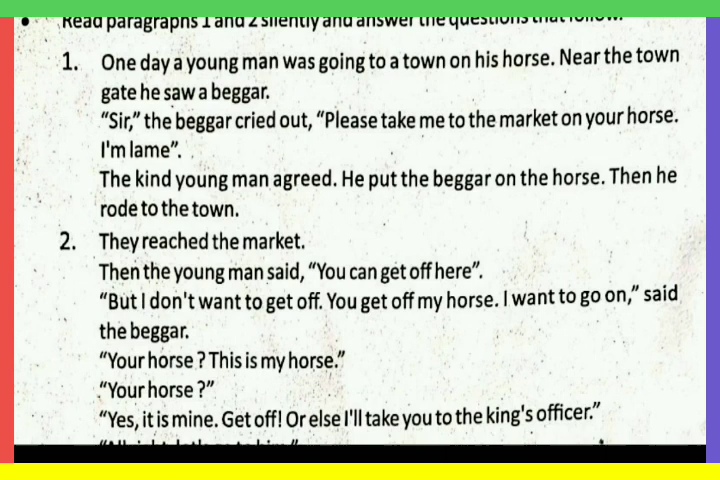 • Read paragraphs 1 and 2 silently and answer the questions that follow.
1. One day a young man was going to a town on his horse. Near the town
gate he saw a beggar.
“Sir,” the beggar cried out, “Please take me to the market on your horse.
I'm lame”.
The kind young man agreed. He put the beggar on the horse. Then he
rode to the town.
2. They reached the market.
Then the young man said, “You can get off here”.
“But I don't want to get off. You get off my horse. I want to go on,” said
the beggar.
“Your horse ? This is my horse.”
“Your horse ?”
“Yes, it is mine. Get off! Or else I'll take you to the king's officer.”